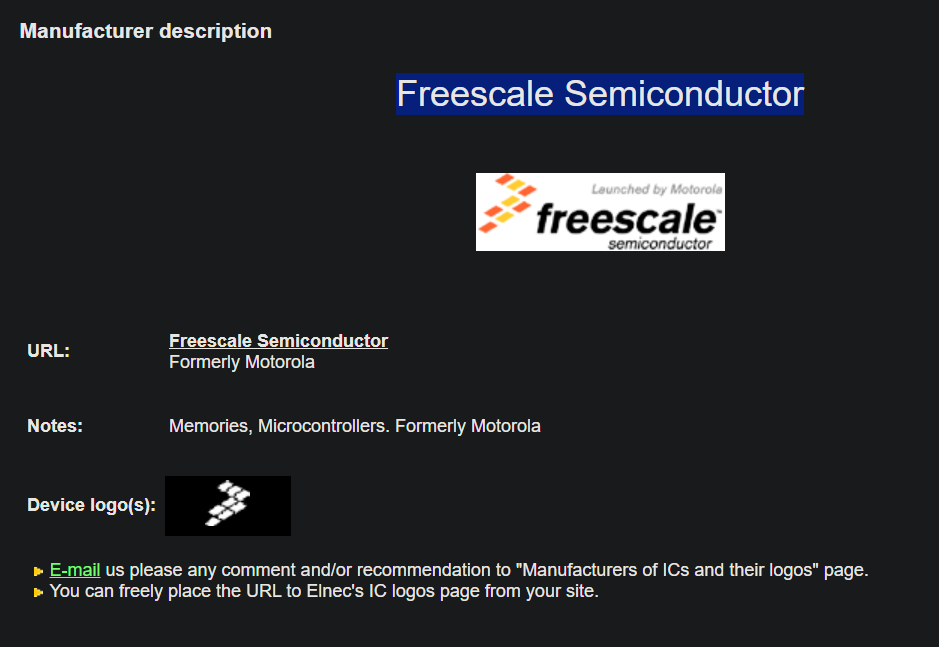 Manufacturer description
Freescale Semiconductor
Launched by Motorola
freescale™
semiconductor
URL:
Freescale Semiconductor
Formerly Motorola
Notes:
Memories, Microcontrollers. Formerly Motorola
Device logo(s):
E-mail us please any comment and/or recommendation to "Manufacturers of ICs and their logos" page.
You can freely place the URL to Elnec's IC logos page from your site.